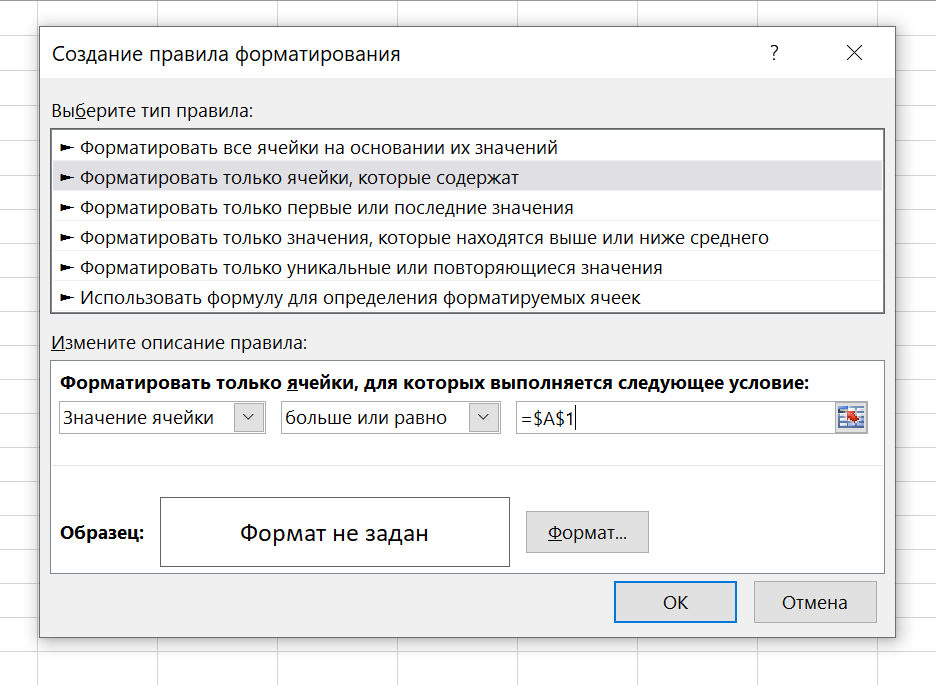 Создание правила форматирования ?
Выберите тип правила:
► Форматировать все ячейки на основании их значений
► Форматировать только ячейки, которые содержат
► Форматировать только первые или последние значения
► Форматировать только значения, которые находятся выше или ниже среднего
► Форматировать только уникальные или повторяющиеся значения
► Использовать формулу для определения форматируемых ячеек
Измените описание правила:
Форматировать только ячейки, для которых выполняется следующее условие:
Значение ячейки больше или равно =$A$1
Образец: Формат не задан Формат...
ОК Отмена